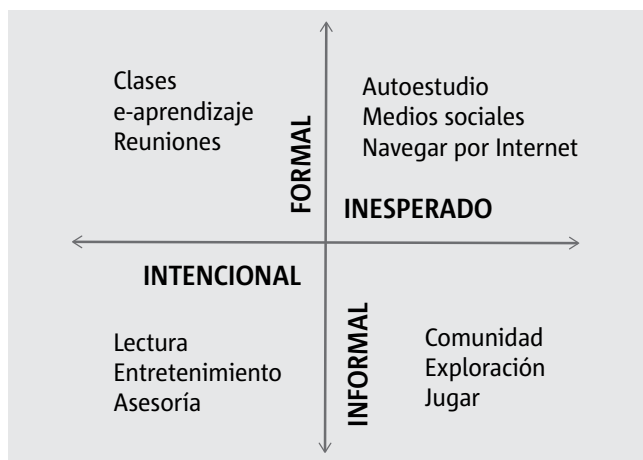 Clases
e-aprendizaje
Reuniones
Autoestudio
Medios sociales
Navegar por Internet
FORMAL
INESPERADO
INTENCIONAL
INFORMAL
Lectura
Entretenimiento
Asesoría
Comunidad
Exploración
Jugar